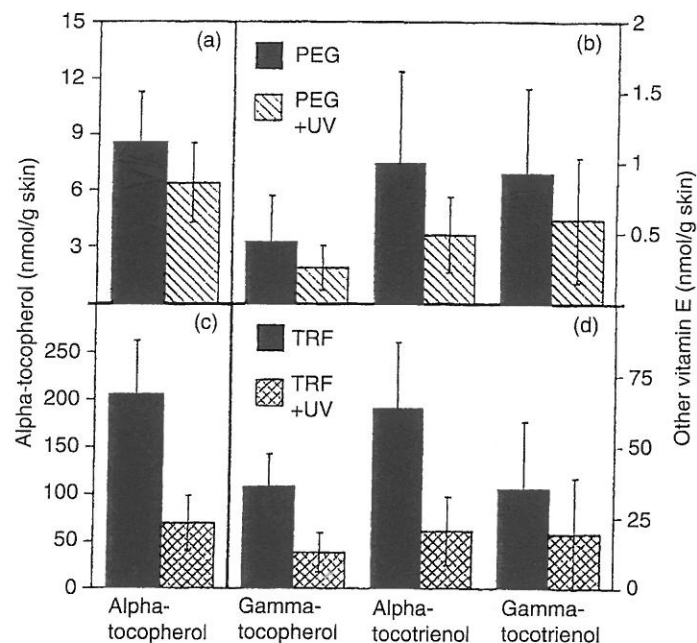 Alpha-tocopherol (nmol/g skin)
15
12
9
6
3
250
200
150
100
50
0
(a)
(b)
PEG
PEG
+UV
(c)
(d)
TRF
TRF
+UV
2
1.5
1
0.5
0
75
50
25
0
Other vitamin E (nmol/g skin)
Alpha-
tocopherol
Gamma-
tocopherol
Alpha-
tocotrienol
Gamma-
tocotrienol